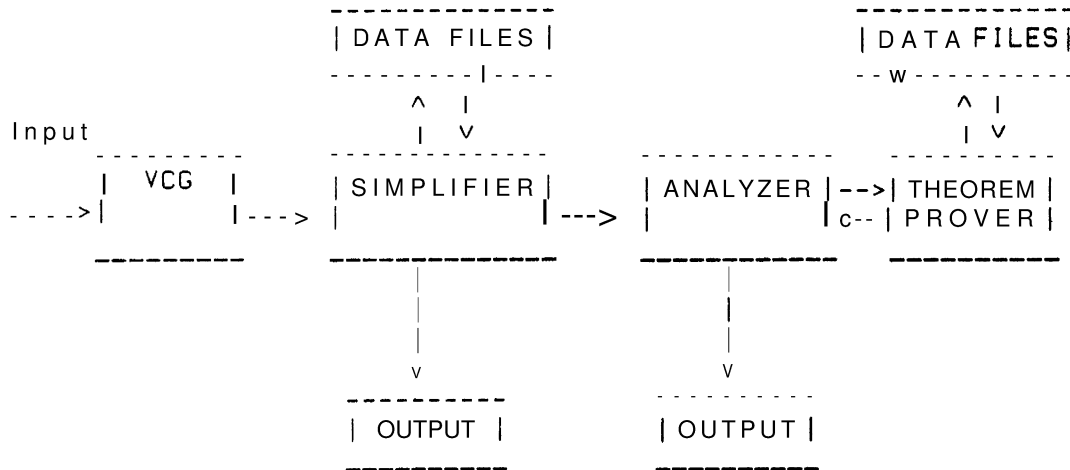 DATA FILES
DATA FILES
Input
VCG
SIMPLIFIER
ANALYZER
THEOREM
PROVER
OUTPUT
OUTPUT